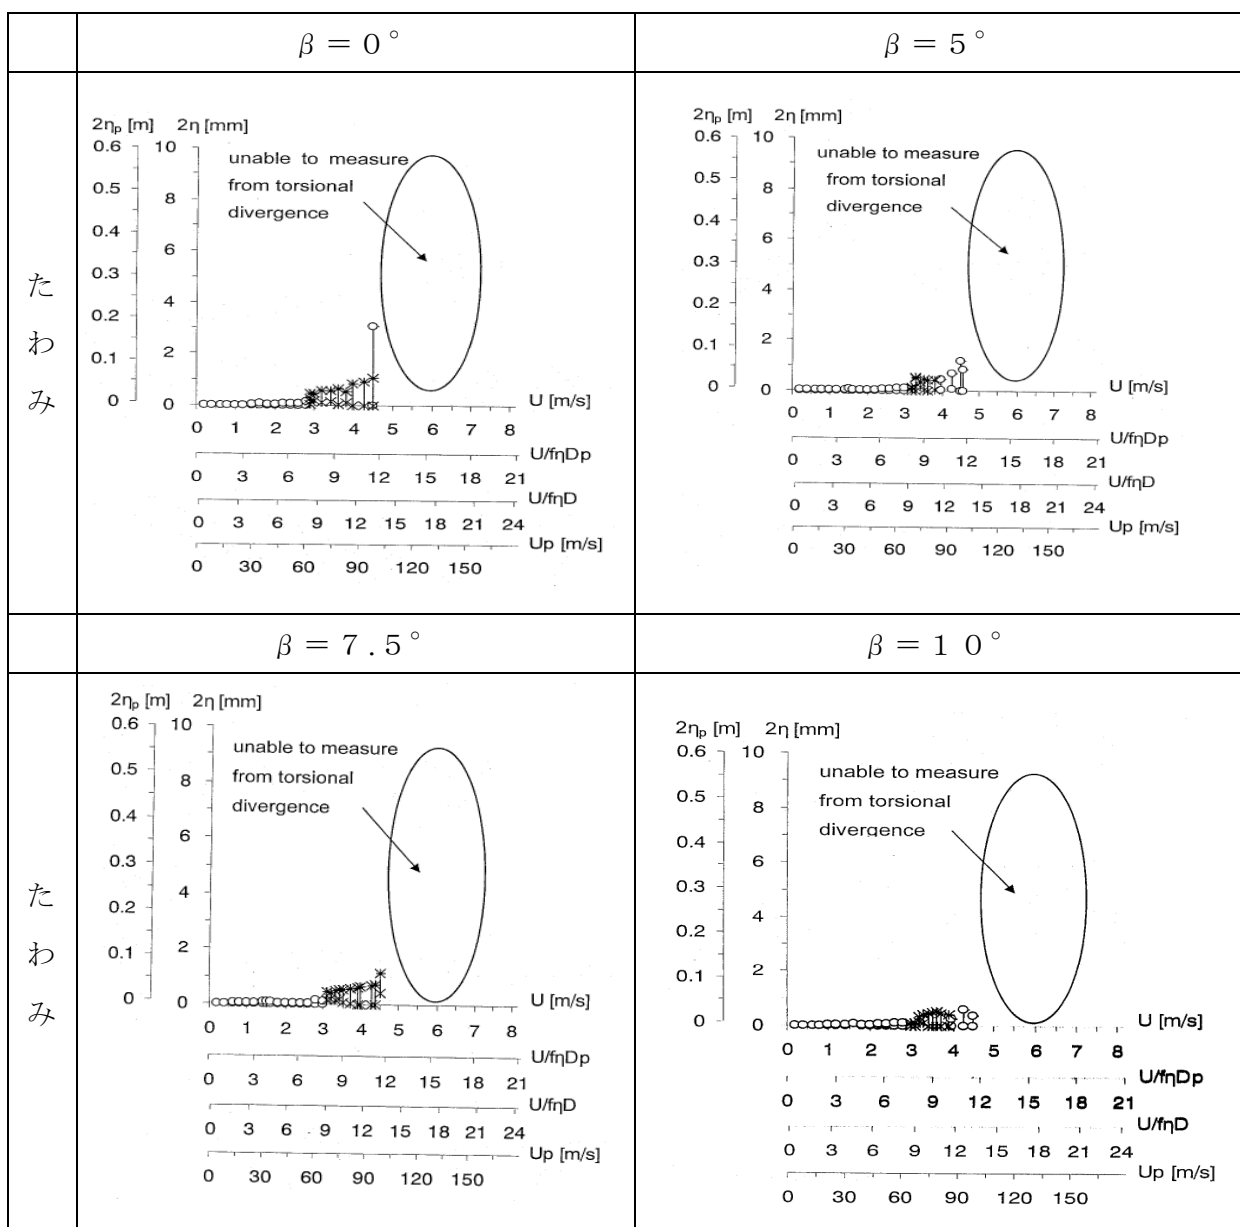 β＝0°
β＝5°
たわみ
2ηp [m] 2η [mm]
0.6 10
0.5 8
0.4 6
0.3 4
0.2 2
0.1
0 0
unable to measure
from torsional
divergence
U [m/s]
0 1 2 3 4 5 6 7 8
U/fηDp
0 3 6 9 12 15 18 21
U/fηD
0 3 6 9 12 15 18 21 24
Up [m/s]
0 30 60 90 120 150
2ηp [m] 2η [mm]
0.6 10
0.5 8
0.4 6
0.3 4
0.2 2
0.1
0 0
unable to measure
from torsional
divergence
U [m/s]
0 1 2 3 4 5 6 7 8
U/fηDp
0 3 6 9 12 15 18 21
U/fηD
0 3 6 9 12 15 18 21 24
Up [m/s]
0 30 60 90 120 150
β＝7.5°
β＝10°
たわみ
2ηp [m] 2η [mm]
0.6 10
0.5 8
0.4 6
0.3 4
0.2 2
0.1
0 0
unable to measure
from torsional
divergence
U [m/s]
0 1 2 3 4 5 6 7 8
U/fηDp
0 3 6 9 12 15 18 21
U/fηD
0 3 6 9 12 15 18 21 24
Up [m/s]
0 30 60 90 120 150
2ηp [m] 2η [mm]
0.6 10
0.5 8
0.4 6
0.3 4
0.2 2
0.1
0 0
unable to measure
from torsional
divergence
U [m/s]
0 1 2 3 4 5 6 7 8
U/fηDp
0 3 6 9 12 15 18 21
U/fηD
0 3 6 9 12 15 18 21 24
Up [m/s]
0 30 60 90 120 150